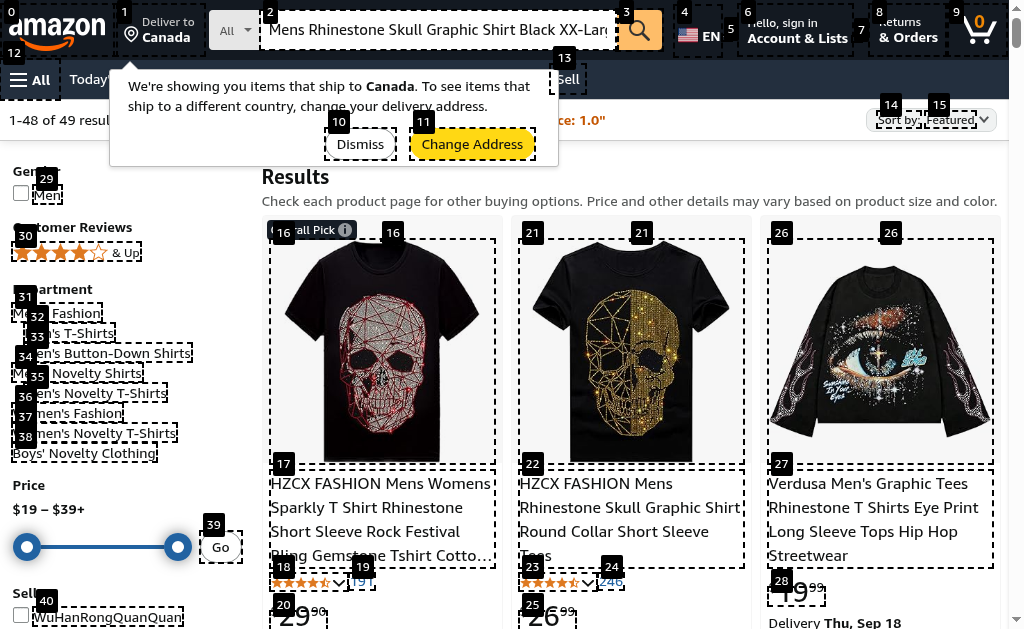 amazon
Deliver to
Canada
All
Mens Rhinestone Skull Graphic Shirt Black XX-Lar
EN
Hello, sign in
Account & Lists
Returns
& Orders
0
All
Today'
Sell
We're showing you items that ship to Canada. To see items that
ship to a different country, change your delivery address.
Dismiss
Change Address
1-48 of 49 resul
ce: 1.0"
Sort by:
Featured
Results
Check each product page for other buying options. Price and other details may vary based on product size and color.
Men
Customer Reviews
& Up
Department
Men's Fashion
Men's T-Shirts
Men's Button-Down Shirts
Men's Novelty Shirts
Men's Novelty T-Shirts
Women's Fashion
Women's Novelty T-Shirts
Boys' Novelty Clothing
Price
$19 – $39+
Go
WuHanRongQuanQuan
Overall Pick
HZCX FASHION Mens Womens
Sparkly T Shirt Rhinestone
Short Sleeve Rock Festival
Bling Gemstone Tshirt Cotto…
191
29 90
HZCX FASHION Mens
Rhinestone Skull Graphic Shirt
Round Collar Short Sleeve
Tees
246
26 99
Verdusa Men's Graphic Tees
Rhinestone T Shirts Eye Print
Long Sleeve Tops Hip Hop
Streetwear
19 99
Delivery Thu, Sep 18
0
1
2
3
4
5
6
7
8
9
10
11
12
13
14
15
16
16
17
18
19
20
21
21
22
23
24
25
26
26
27
28
29
30
31
32
33
34
35
36
37
38
39
40